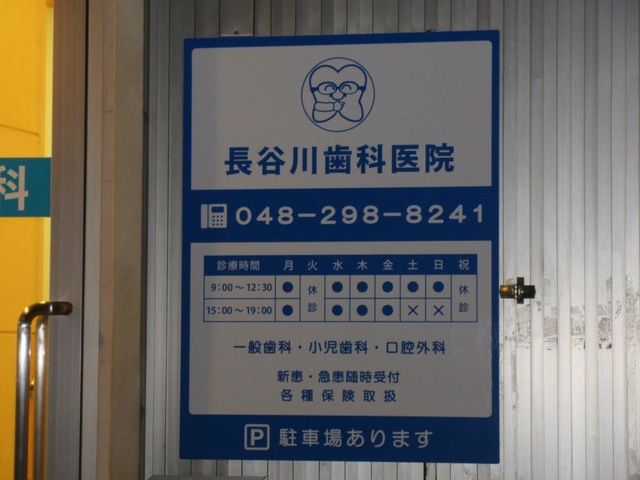 長谷川歯科医院
048-298-8241
診療時間 月 火 水 木 金 土 日 祝
9:00～12:30 ● 休診 ● ● ● ● ● 休診
15:00～19:00 ● ● ● ● × ×
一般歯科・小児歯科・口腔外科
新患・急患随時受付
各種保険取扱
P 駐車場あります
科